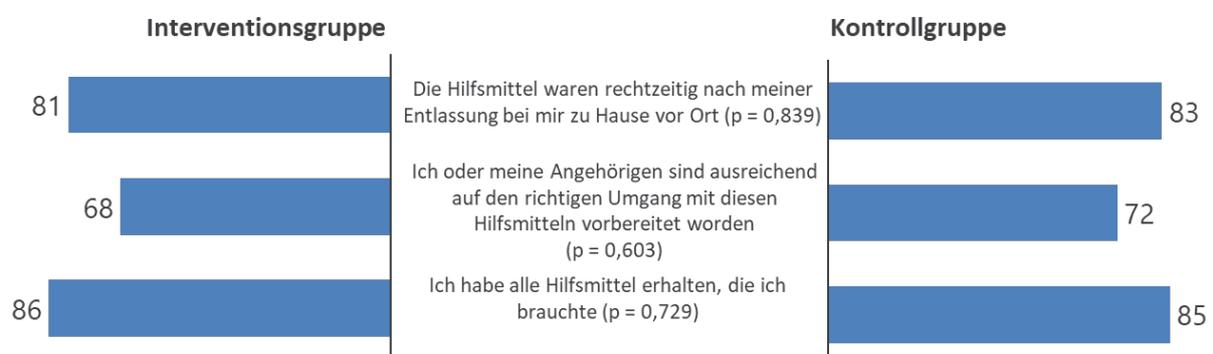 Interventionsgruppe
Kontrollgruppe
81
Die Hilfsmittel waren rechtzeitig nach meiner
Entlassung bei mir zu Hause vor Ort (p = 0,839)
83
68
Ich oder meine Angehörigen sind ausreichend
auf den richtigen Umgang mit diesen
Hilfsmitteln vorbereitet worden
(p = 0,603)
72
86
Ich habe alle Hilfsmittel erhalten, die ich
brauchte (p = 0,729)
85